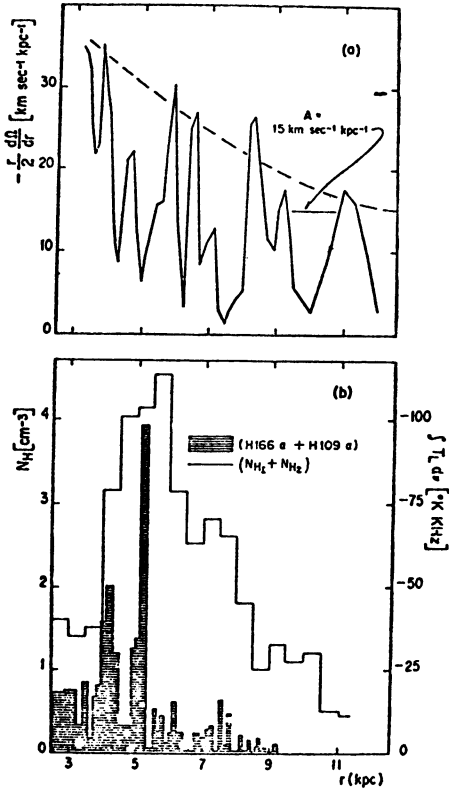 (a)
-r/2 dΩ/dr [km sec⁻¹ kpc⁻¹]
30
20
10
0
A =
15 km sec⁻¹ kpc⁻¹
(b)
N_H [cm⁻³]
4
3
2
1
0
(H166 α + H109 α)
(N_HI + N_H2)
-100
-75
-50
-25
0
∫ T_L dν [°K KHz]
3 5 7 9 11
r (kpc)